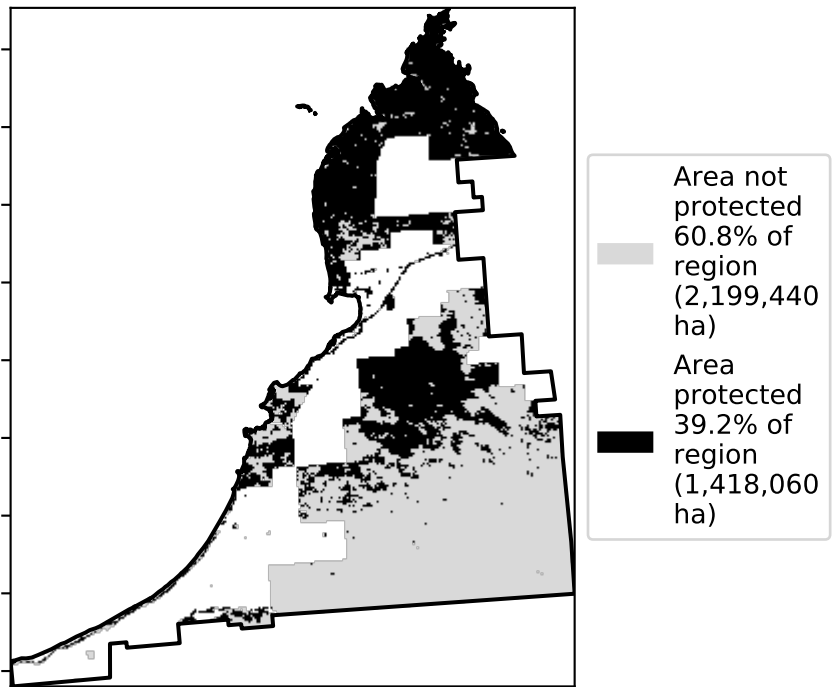 Area not
protected
60.8% of
region
(2,199,440
ha)
Area
protected
39.2% of
region
(1,418,060
ha)